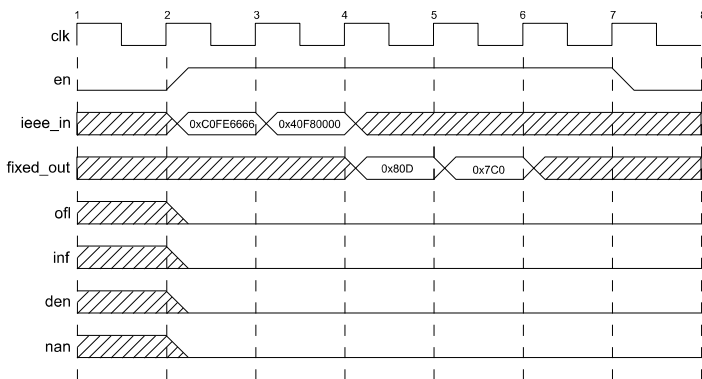 1 2 3 4 5 6 7 8
clk
en
ieee_in 0xC0FE6666 0x40F80000
fixed_out 0x80D 0x7C0
ofl
inf
den
nan